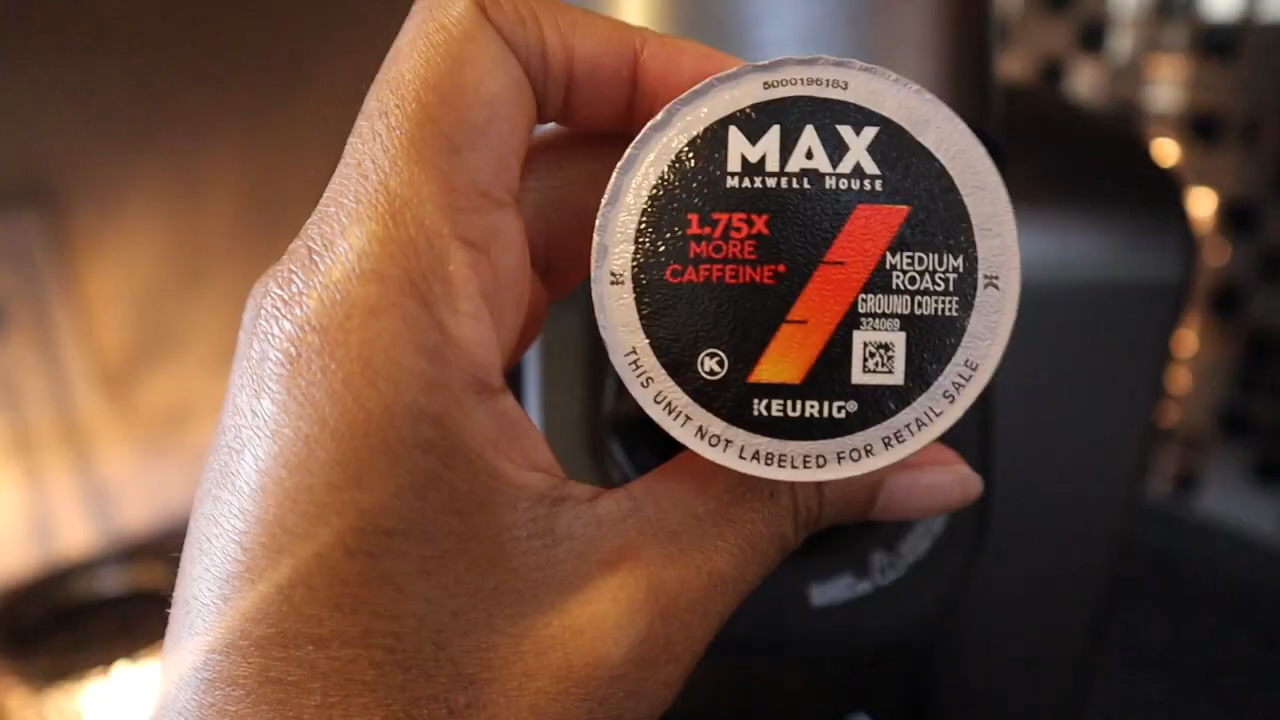 5000196183
MAX
MAXWELL HOUSE
1.75X
MORE
CAFFEINE*
MEDIUM
ROAST
GROUND COFFEE
324069
K
KEURIG®
THIS UNIT NOT LABELED FOR RETAIL SALE